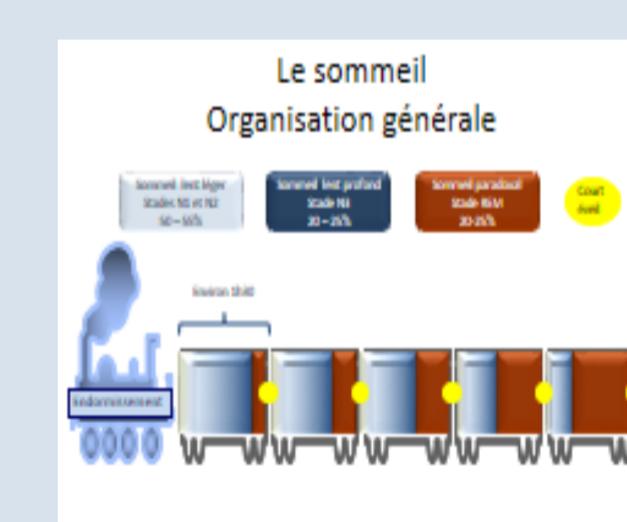 Le sommeil
Organisation générale
Sommeil lent léger
Stades N1 et N2
50 – 55%
Sommeil lent profond
Stade N3
20 – 25%
Sommeil paradoxal
Stade REM
20-25%
Court
éveil
Environ 1h30
Endormissement